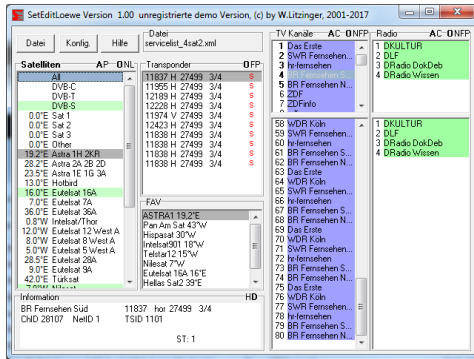 SetEditLoewe Version 1.00 unregistrierte demo Version, (c) by W.Litzinger, 2001-2017
Datei
Konfig.
Hilfe
Datei
servicelist_4sat2.xml
Satelliten AP-ONL
All
DVB-C
DVB-T
DVB-S
0.0°E Sat 1
0.0°E Sat 2
0.0°E Sat 3
0.0°E Other
19.2°E Astra 1H 2KR
28.2°E Astra 2A 2B 2D
23.5°E Astra 1E 1G 3A
13.0°E Hotbird
16.0°E Eutelsat 16A
7.0°E Eutelsat 7A
36.0°E Eutelsat 36A
0.8°W Intelsat/Thor
12.0°W Eutelsat 12 West A
8.0°W Eutelsat 8 West A
5.0°W Eutelsat 5 West A
28.5°E Eutelsat 28A
9.0°E Eutelsat 9A
42.0°E Türksat
Transponder OFP
11837 H 27499 3/4 S
11955 H 27499 3/4 S
12189 H 27499 3/4 S
12228 H 27499 3/4 S
11974 V 27499 3/4 S
12423 H 27499 3/4 S
11838 H 27499 3/4 S
11838 H 27499 3/4 S
11838 H 27499 3/4 S
11838 H 27499 3/4 S
FAV
ASTRA1 19.2°E
Pan Am Sat 43°W
Hispasat 30°W
Intelsat901 18°W
Telstar12 15°W
Nilesat 7°W
Eutelsat 16A 16°E
Hellas Sat2 39°E
TV Kanäle AC-ONFP
1 Das Erste
2 SWR Fernsehen...
3 hr-fernsehen
4 BR Fernsehen S...
5 BR Fernsehen N...
6 ZDF
7 ZDFinfo
58 WDR Köln
59 SWR Fernsehen...
60 hr-fernsehen
61 BR Fernsehen S...
62 BR Fernsehen N...
63 Das Erste
64 WDR Köln
65 SWR Fernsehen...
66 hr-fernsehen
67 BR Fernsehen S...
68 BR Fernsehen N...
69 Das Erste
70 WDR Köln
71 SWR Fernsehen...
72 hr-fernsehen
73 BR Fernsehen S...
74 BR Fernsehen N...
75 Das Erste
76 WDR Köln
77 SWR Fernsehen...
78 hr-fernsehen
79 BR Fernsehen S...
80 BR Fernsehen N...
Radio AC-ONFP
1 DKULTUR
2 DLF
3 DRadio DokDeb
4 DRadio Wissen
1 DKULTUR
2 DLF
3 DRadio DokDeb
4 DRadio Wissen
Information HD
BR Fernsehen Süd 11837 hor 27499 3/4
CHID 28107 NetID 1 TSID 1101
ST: 1